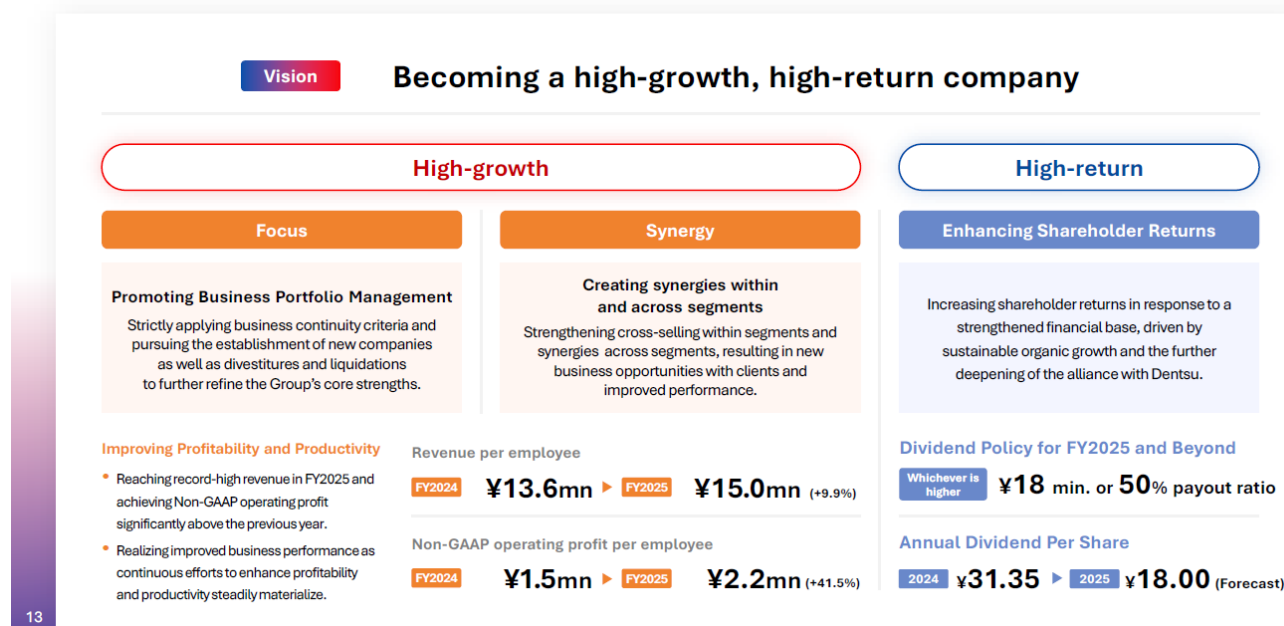 Vision
Becoming a high-growth, high-return company
High-growth
Focus
Promoting Business Portfolio Management
Strictly applying business continuity criteria and
pursuing the establishment of new companies
as well as divestitures and liquidations
to further refine the Group's core strengths.
Synergy
Creating synergies within
and across segments
Strengthening cross-selling within segments and
synergies across segments, resulting in new
business opportunities with clients and
improved performance.
Improving Profitability and Productivity
• Reaching record-high revenue in FY2025 and
achieving Non-GAAP operating profit
significantly above the previous year.
• Realizing improved business performance as
continuous efforts to enhance profitability
and productivity steadily materialize.
Revenue per employee
FY2024 ¥13.6mn ▶ FY2025 ¥15.0mn (+9.9%)
Non-GAAP operating profit per employee
FY2024 ¥1.5mn ▶ FY2025 ¥2.2mn (+41.5%)
High-return
Enhancing Shareholder Returns
Increasing shareholder returns in response to a
strengthened financial base, driven by
sustainable organic growth and the further
deepening of the alliance with Dentsu.
Dividend Policy for FY2025 and Beyond
Whichever is
higher
¥18 min. or 50% payout ratio
Annual Dividend Per Share
2024 ¥31.35 ▶ 2025 ¥18.00 (Forecast)
13